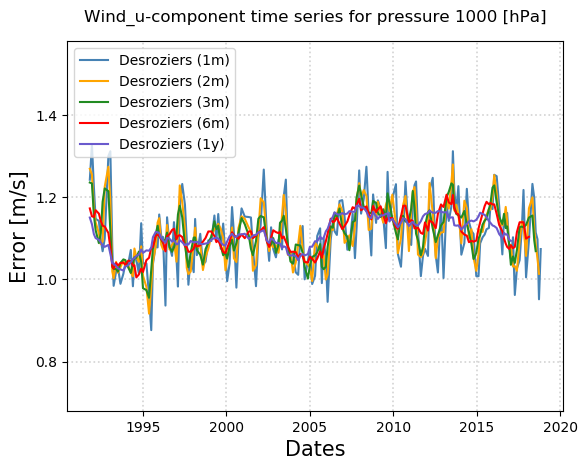 Wind_u-component time series for pressure 1000 [hPa]
Desroziers (1m)
Desroziers (2m)
Desroziers (3m)
Desroziers (6m)
Desroziers (1y)
Error [m/s]
1.4
1.2
1.0
0.8
1995
2000
2005
2010
2015
2020
Dates